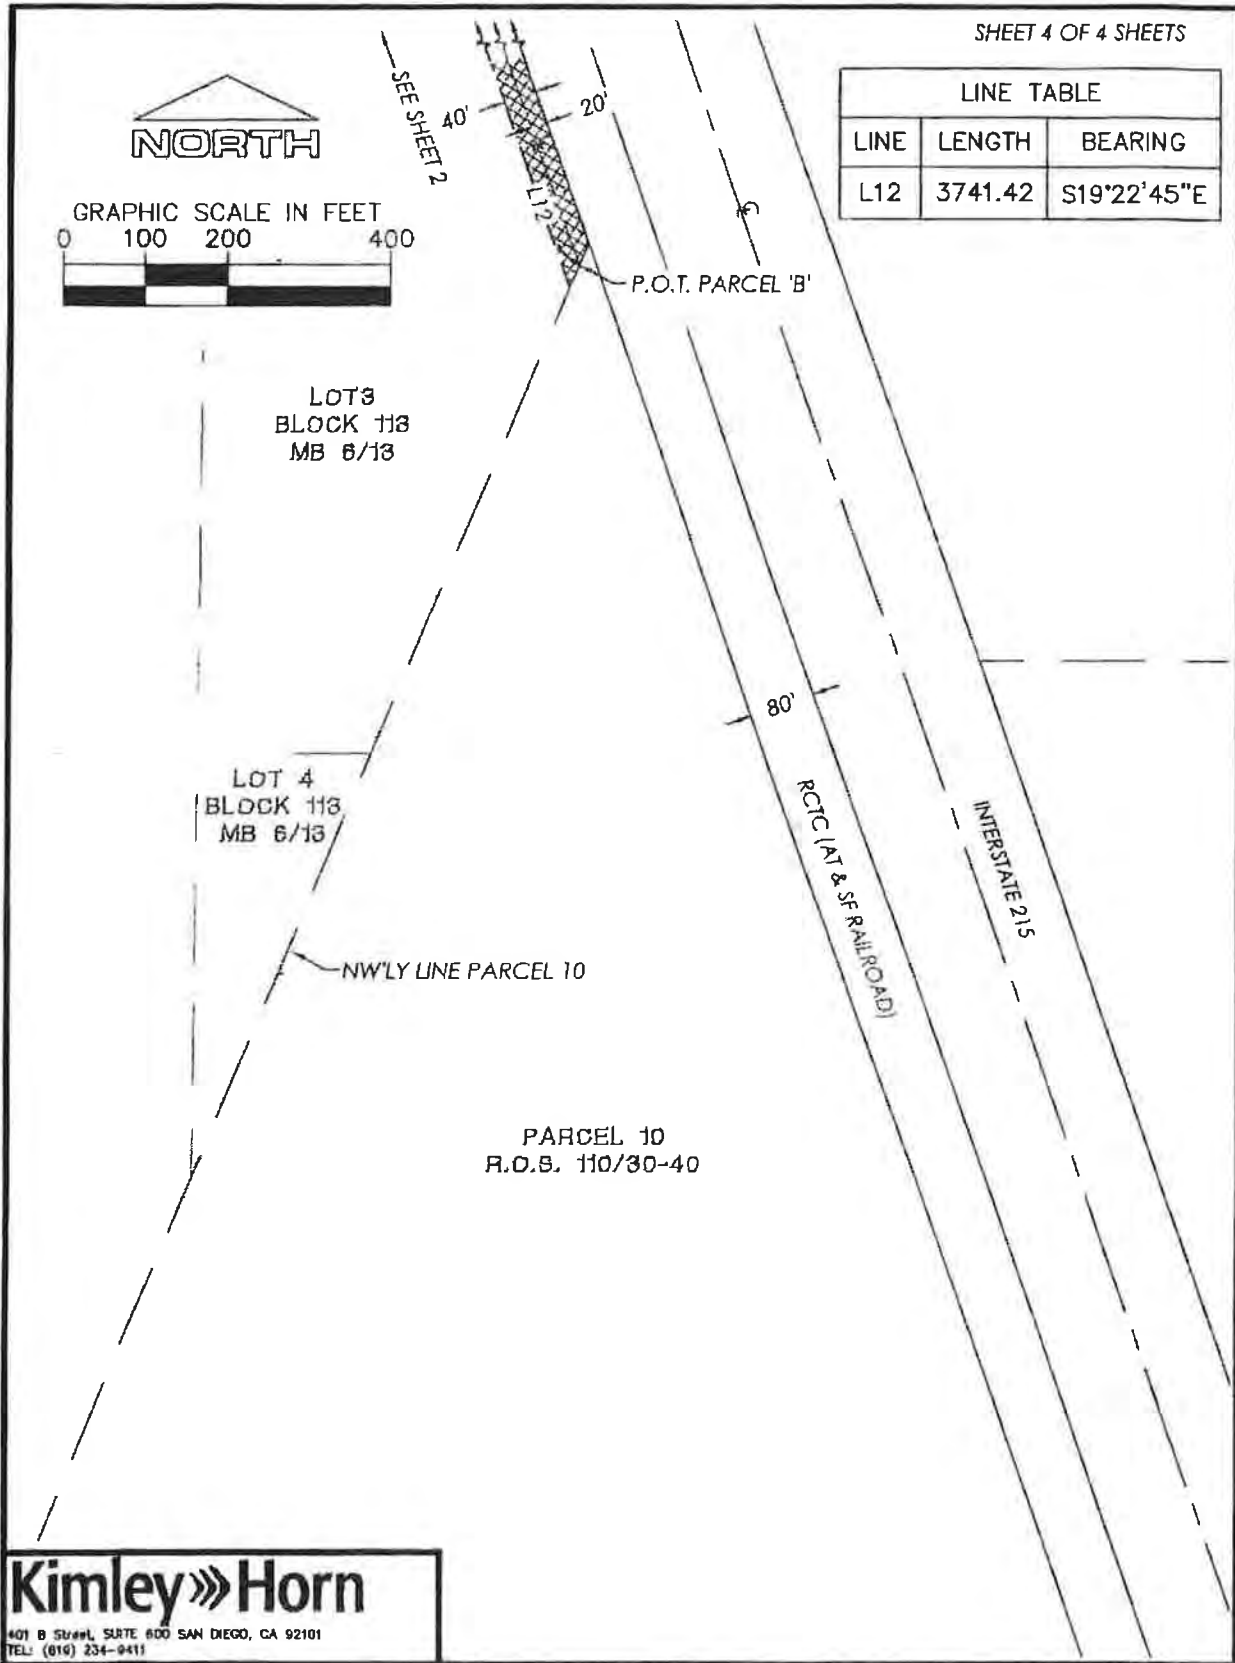 SHEET 4 OF 4 SHEETS
LINE TABLE
LINE LENGTH BEARING
L12 3741.42 S19°22'45"E
NORTH
GRAPHIC SCALE IN FEET
0 100 200 400
SEE SHEET 2
40'
20'
L12
P.O.T. PARCEL 'B'
LOT 3
BLOCK 113
MB 6/13
80'
LOT 4
BLOCK 113
MB 6/13
RCTC (AT & SF RAILROAD)
INTERSTATE 215
NW'LY LINE PARCEL 10
PARCEL 10
R.O.S. 110/30-40
Kimley»Horn
401 B Street, SUITE 600 SAN DIEGO, CA 92101
TEL: (619) 234-9411